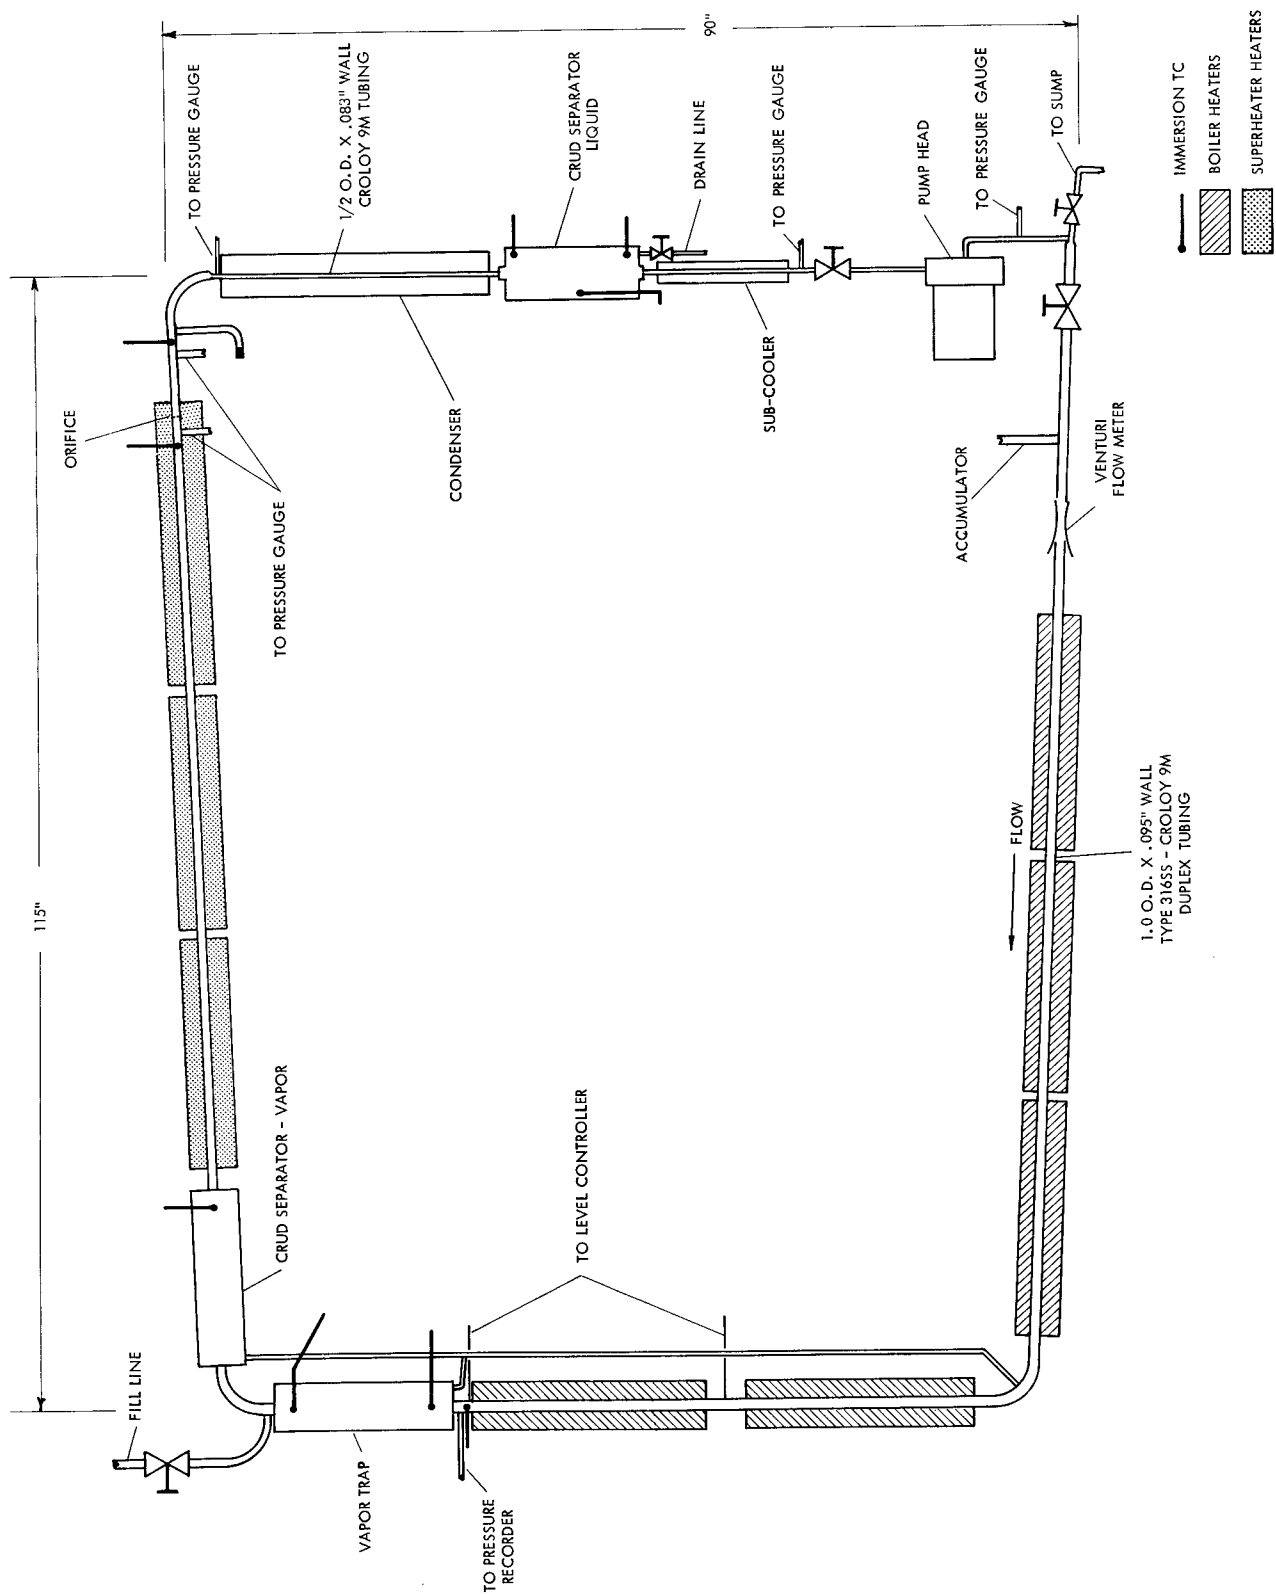 FILL LINE
115"
VAPOR TRAP
TO PRESSURE
RECORDER
CRUD SEPARATOR - VAPOR
TO LEVEL CONTROLLER
ORIFICE
TO PRESSURE GAUGE
TO PRESSURE GAUGE
1/2 O.D. X .083" WALL
CROLOY 9M TUBING
90"
CONDENSER
CRUD SEPARATOR
LIQUID
DRAIN LINE
SUB-COOLER
TO PRESSURE GAUGE
PUMP HEAD
TO PRESSURE GAUGE
TO SUMP
ACCUMULATOR
VENTURI
FLOW METER
FLOW
1.0 O.D. X .095" WALL
TYPE 316SS - CROLOY 9M
DUPLEX TUBING
IMMERSION TC
BOILER HEATERS
SUPERHEATER HEATERS